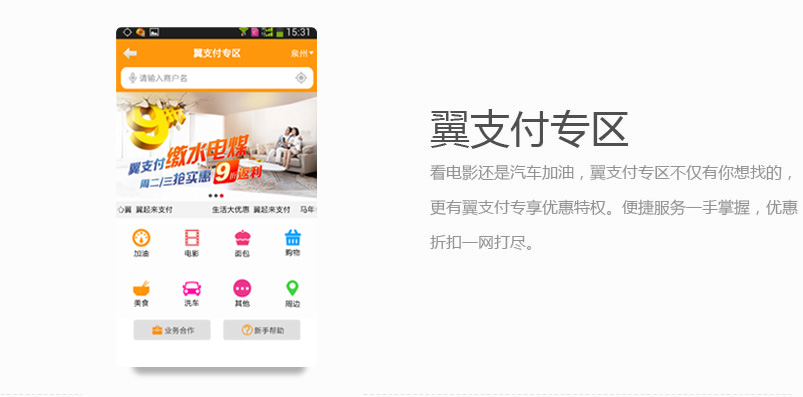 15:31
翼支付专区
泉州
请输入商户名
9折
翼支付缴水电煤
周二/三抢实惠9折返利
心翼 翼起来支付 生活大优惠 翼起来支付 马年
加油 电影 面包 购物
美食 洗车 其他 周边
业务合作 新手帮助
翼支付专区
看电影还是汽车加油，翼支付专区不仅有你想找的，
更有翼支付专享优惠特权。便捷服务一手掌握，优惠
折扣一网打尽。